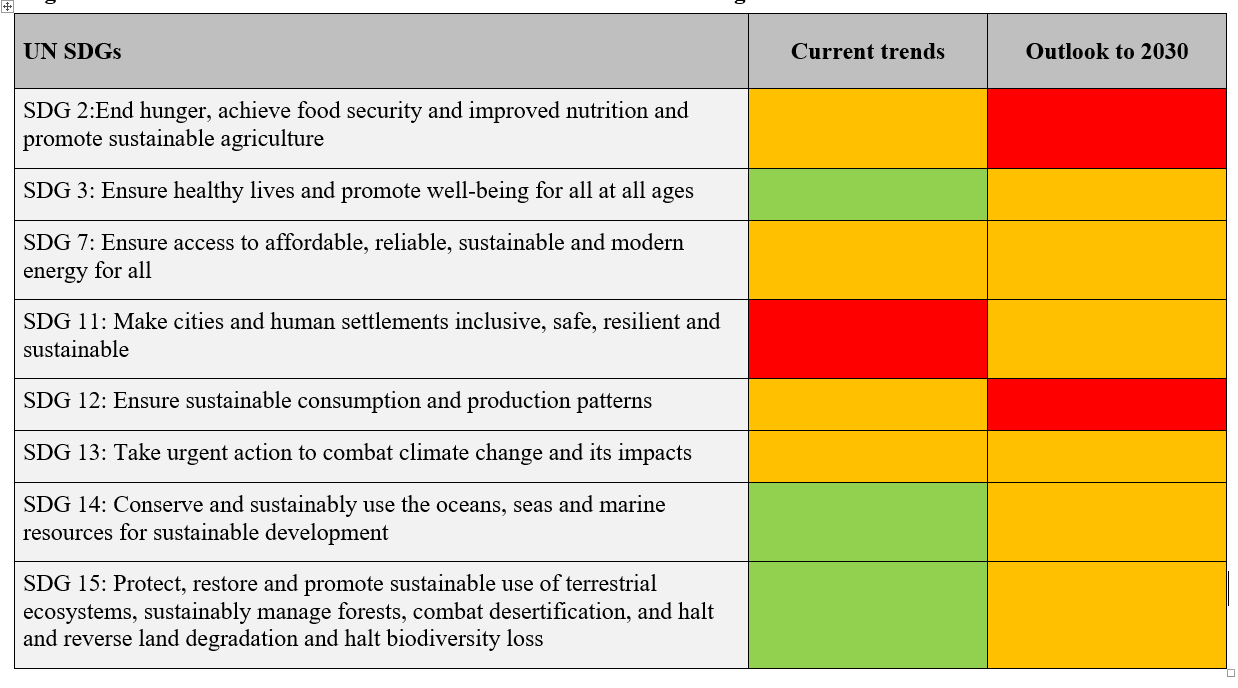 UN SDGs
Current trends
Outlook to 2030
SDG 2:End hunger, achieve food security and improved nutrition and
promote sustainable agriculture
SDG 3: Ensure healthy lives and promote well-being for all at all ages
SDG 7: Ensure access to affordable, reliable, sustainable and modern
energy for all
SDG 11: Make cities and human settlements inclusive, safe, resilient and
sustainable
SDG 12: Ensure sustainable consumption and production patterns
SDG 13: Take urgent action to combat climate change and its impacts
SDG 14: Conserve and sustainably use the oceans, seas and marine
resources for sustainable development
SDG 15: Protect, restore and promote sustainable use of terrestrial
ecosystems, sustainably manage forests, combat desertification, and halt
and reverse land degradation and halt biodiversity loss